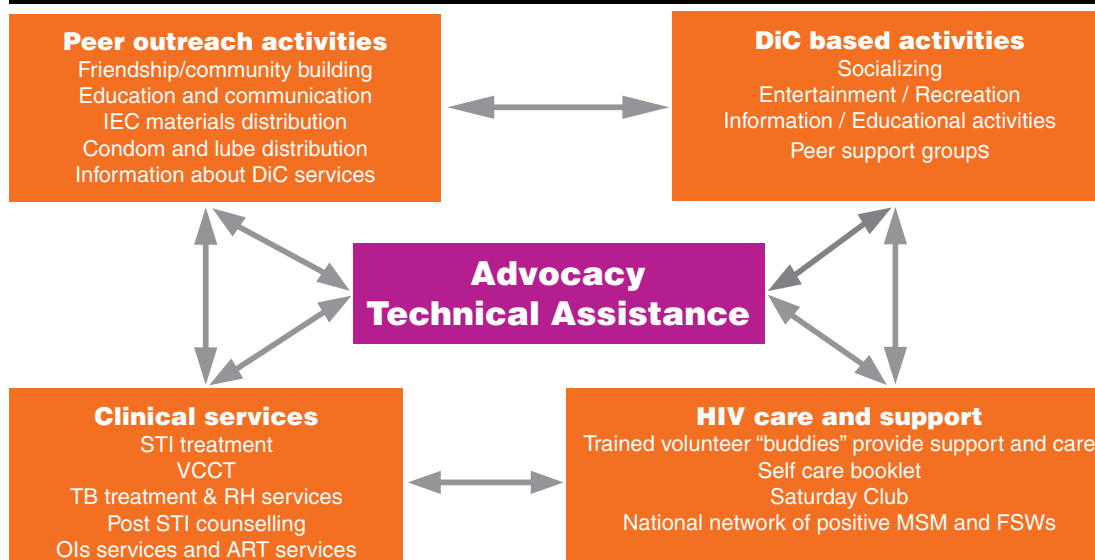 Peer outreach activities
Friendship/community building
Education and communication
IEC materials distribution
Condom and lube distribution
Information about DiC services
DiC based activities
Socializing
Entertainment / Recreation
Information / Educational activities
Peer support groups
Advocacy
Technical Assistance
Clinical services
STI treatment
VCCT
TB treatment & RH services
Post STI counselling
OIs services and ART services
HIV care and support
Trained volunteer “buddies” provide support and care
Self care booklet
Saturday Club
National network of positive MSM and FSWs